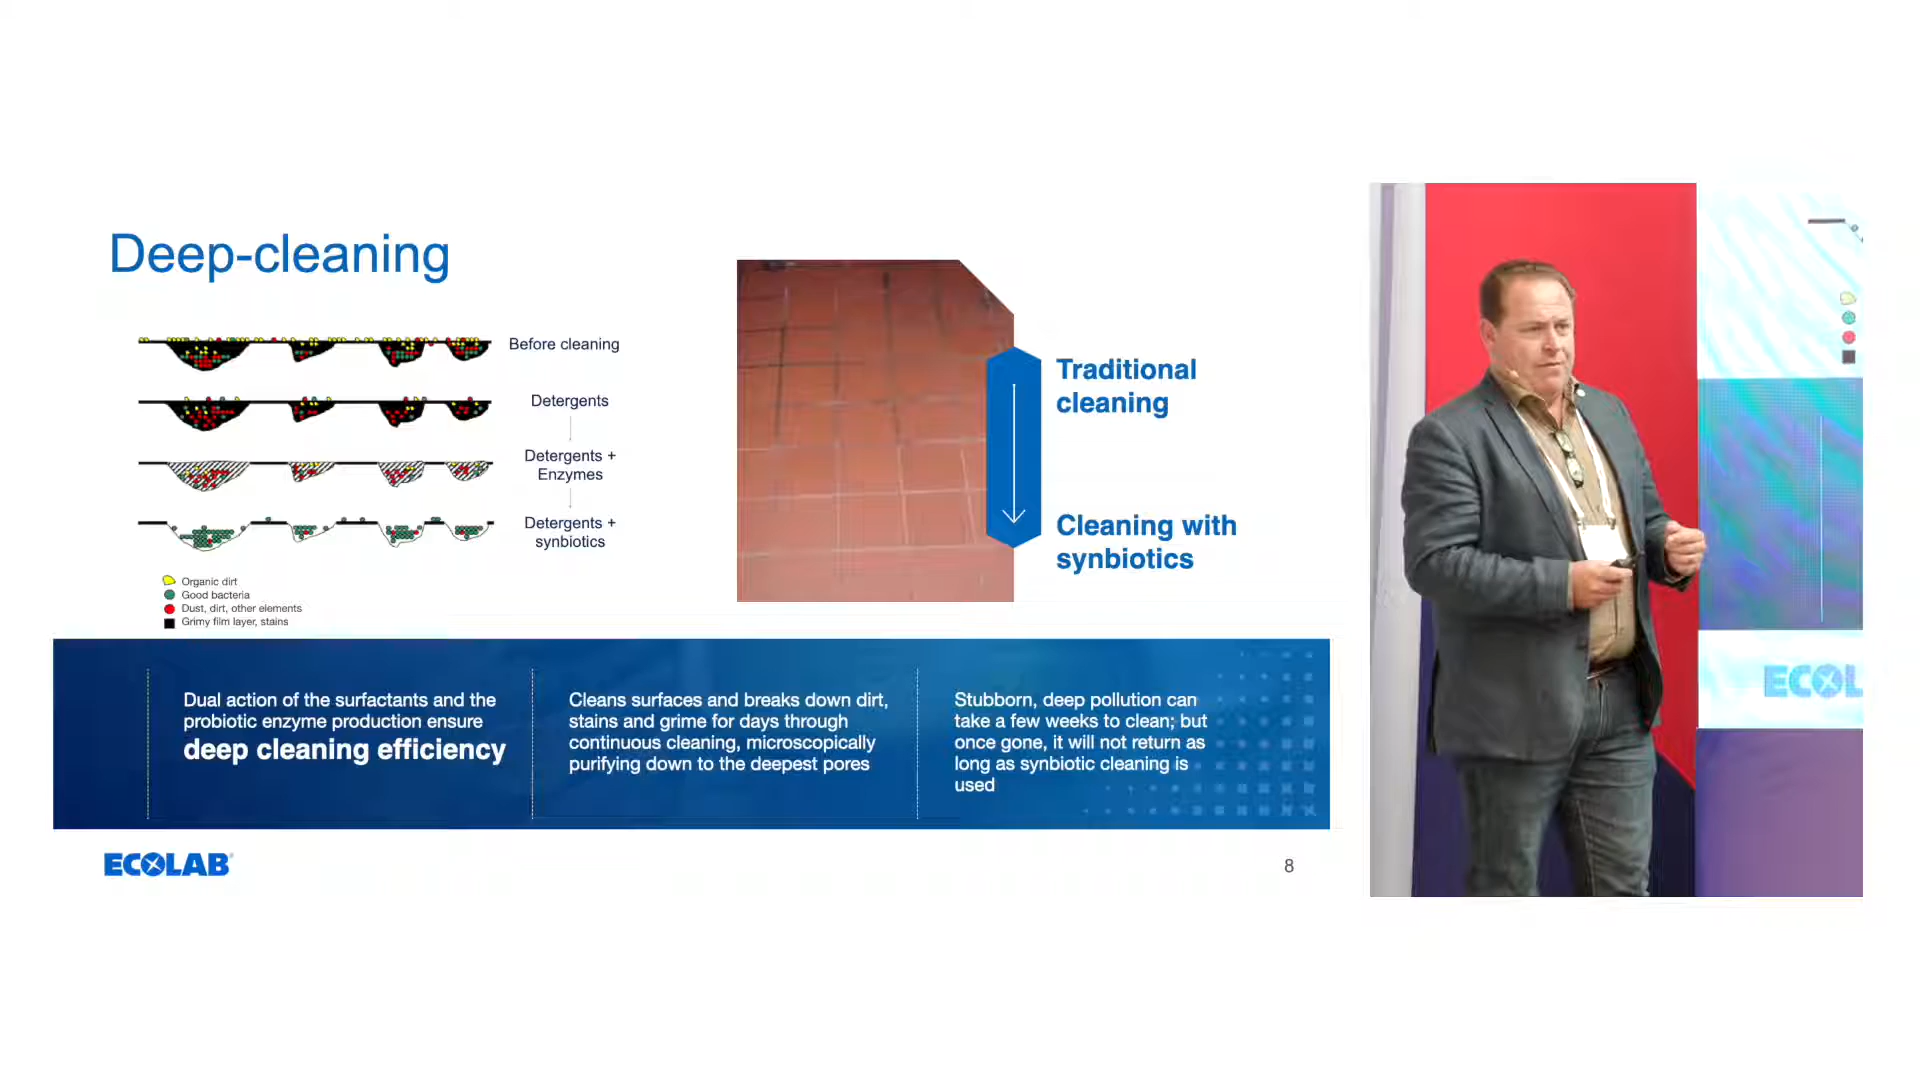 Deep-cleaning
Before cleaning
Detergents
Detergents +
Enzymes
Detergents +
synbiotics
Organic dirt
Good bacteria
Dust, dirt, other elements
Grimy film layer, stains
Traditional
cleaning
Cleaning with
synbiotics
Dual action of the surfactants and the
probiotic enzyme production ensure
deep cleaning efficiency
Cleans surfaces and breaks down dirt,
stains and grime for days through
continuous cleaning, microscopically
purifying down to the deepest pores
Stubborn, deep pollution can
take a few weeks to clean; but
once gone, it will not return as
long as synbiotic cleaning is
used
ECOLAB
8
ECOL